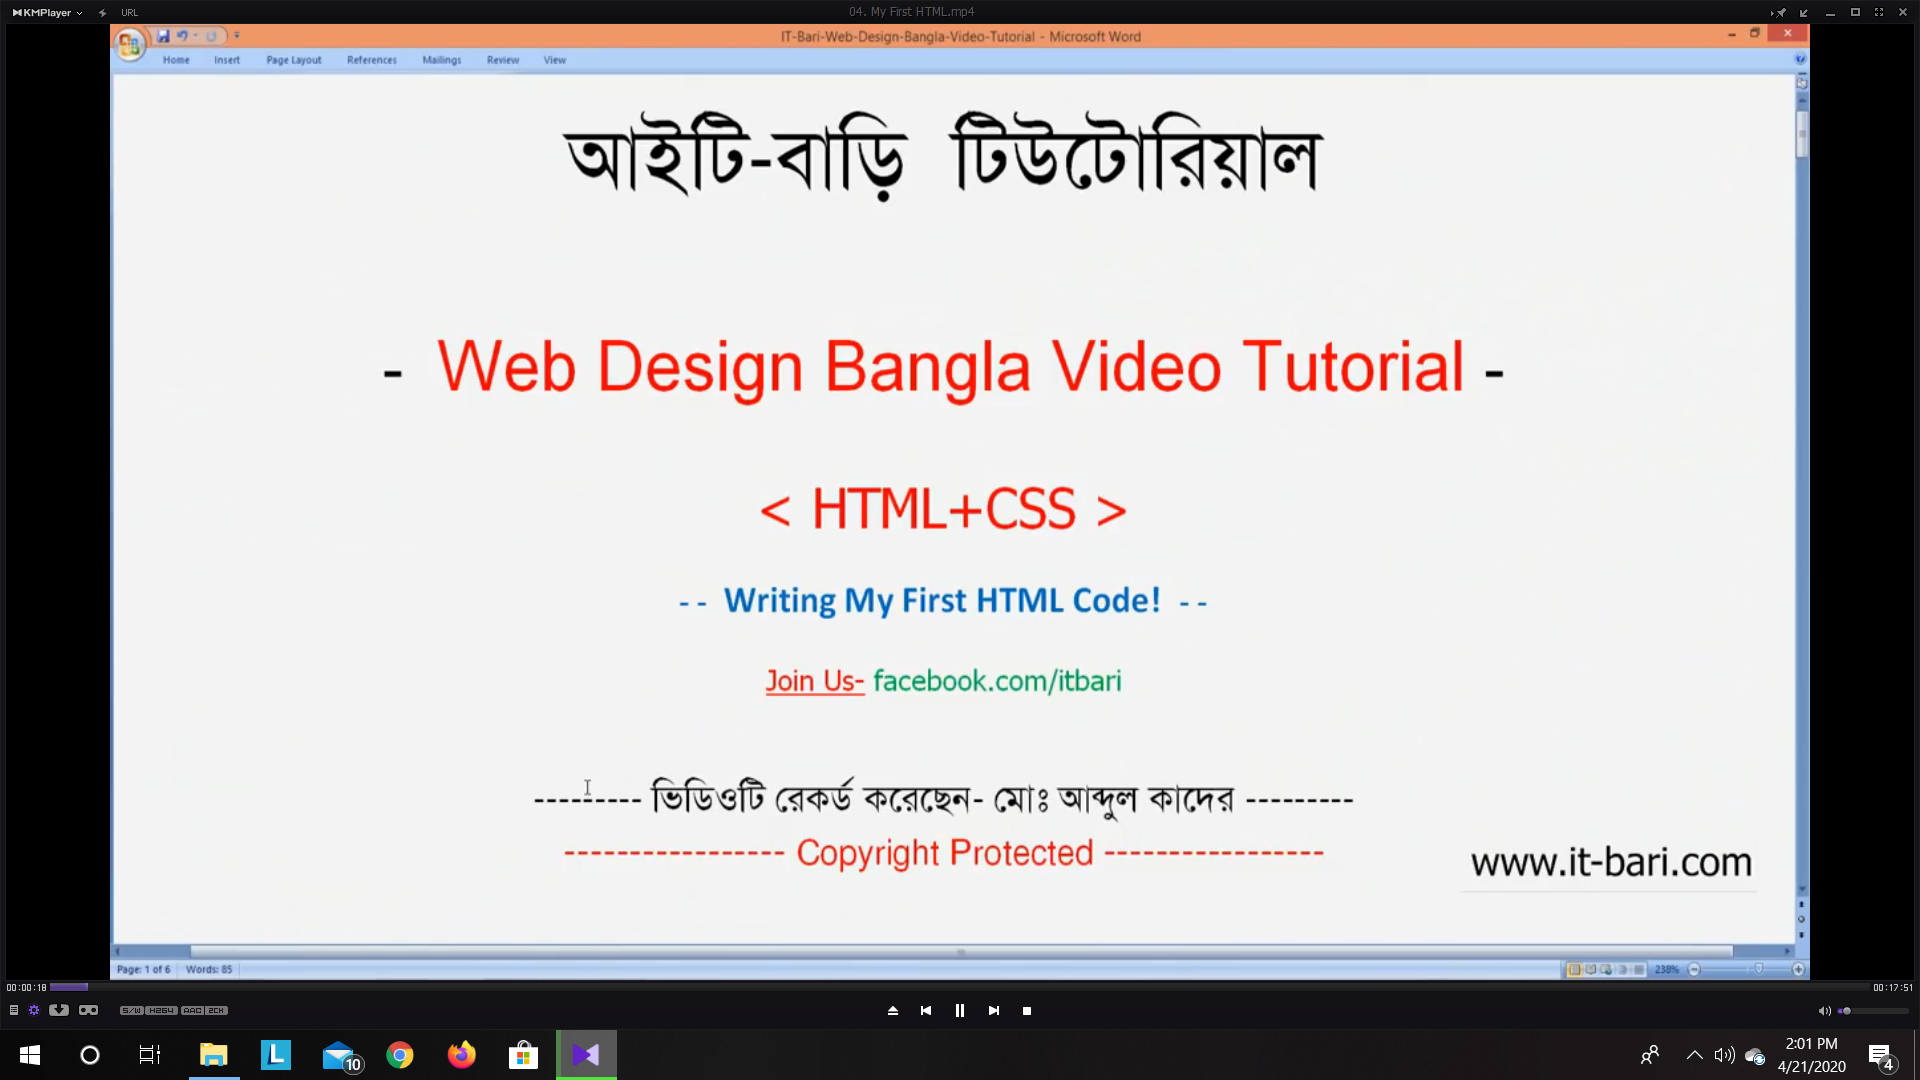 KMPlayer URL 04. My First HTML.mp4
IT-Bari-Web-Design-Bangla-Video-Tutorial - Microsoft Word
Home Insert Page Layout References Mailings Review View
আইটি-বাড়ি টিউটোরিয়াল
- Web Design Bangla Video Tutorial -
< HTML+CSS >
-- Writing My First HTML Code! --
Join Us- facebook.com/itbari
--------- ভিডিওটি রেকর্ড করেছেন- মোঃ আব্দুল কাদের ---------
----------------- Copyright Protected -----------------
www.it-bari.com
Page: 1 of 6 Words: 85 238%
00:00:18 00:17:51
S/W H264 AAC 2CH
L 10 2:01 PM
4/21/2020 4